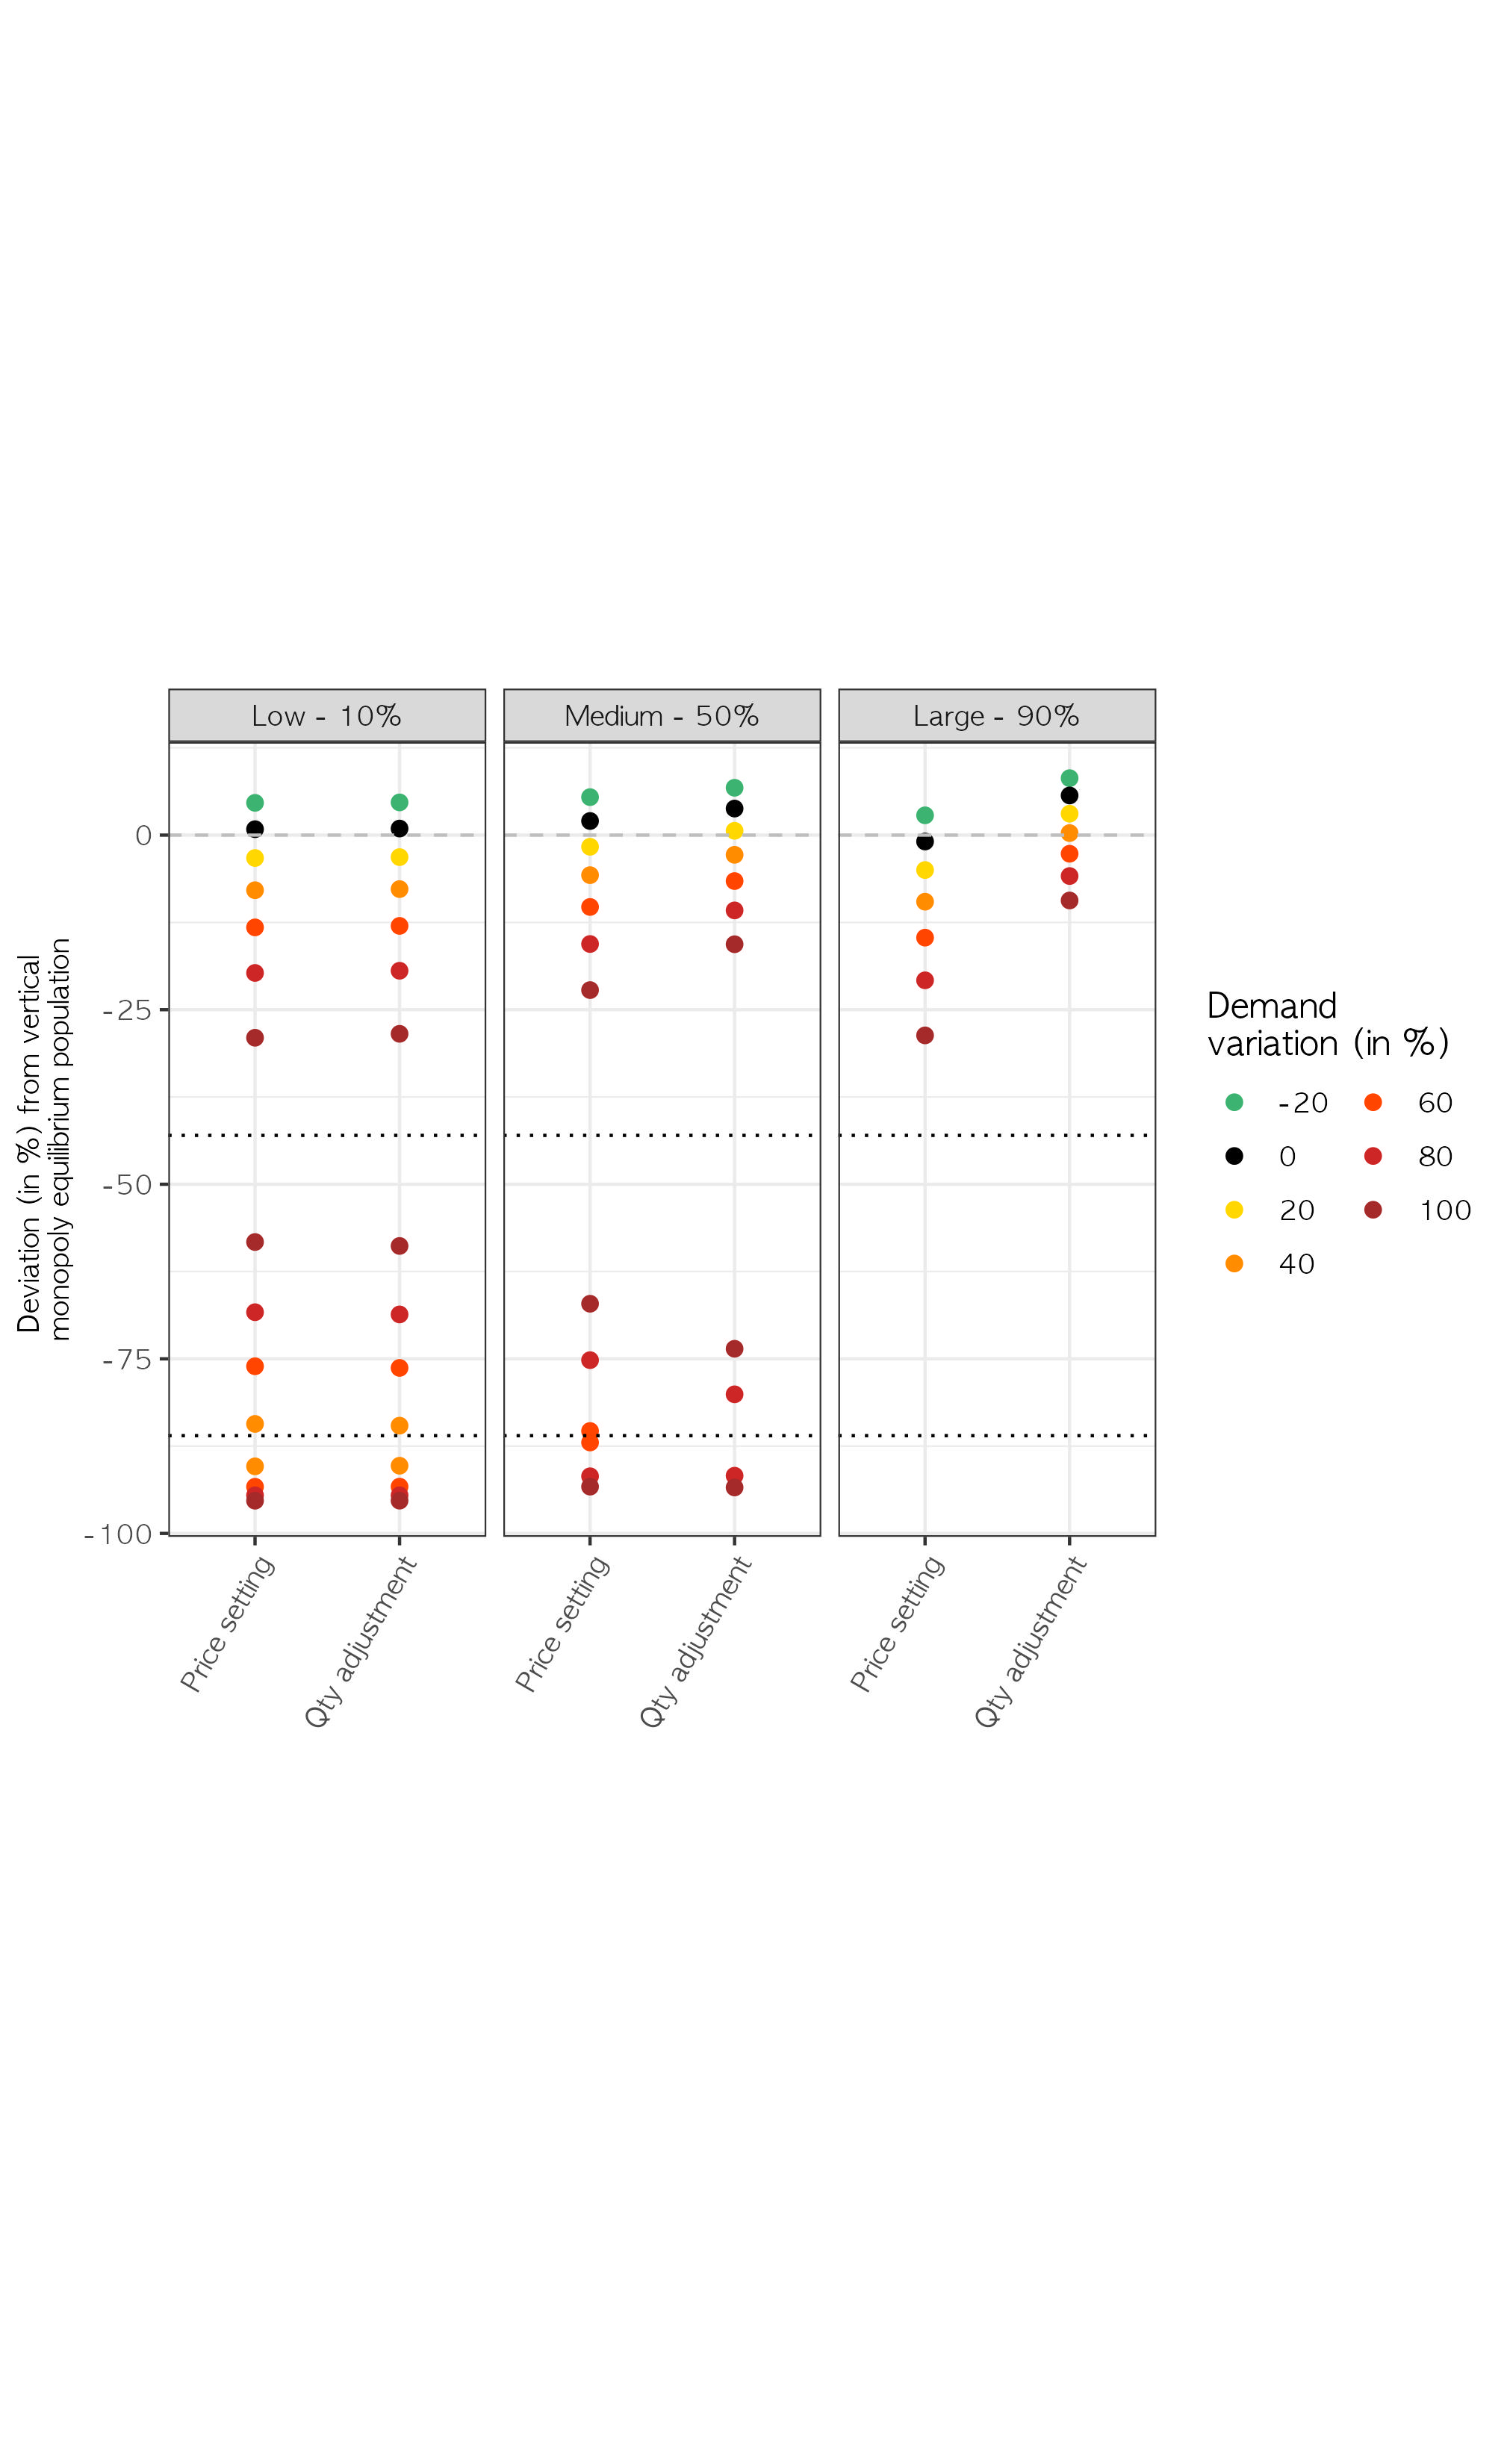 Low - 10%
Medium - 50%
Large - 90%
Deviation (in %) from vertical
monopoly equilibrium population
0
-25
-50
-75
-100
Price setting
Qty adjustment
Price setting
Qty adjustment
Price setting
Qty adjustment
Demand
variation (in %)
-20
0
20
40
60
80
100